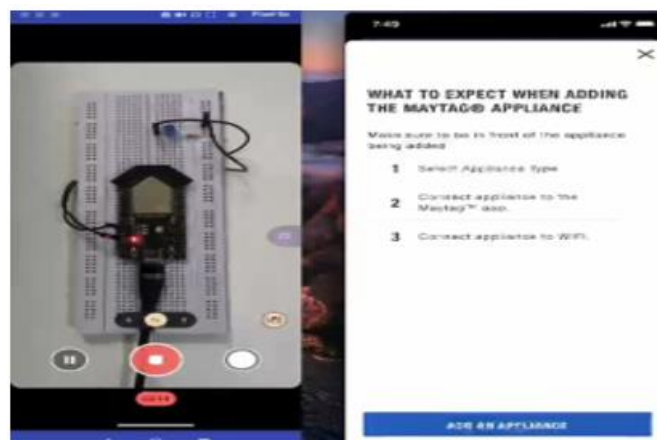 7:49
WHAT TO EXPECT WHEN ADDING
THE MAYTAG® APPLIANCE
Make sure to be in front of the appliance
being added
1 Select Appliance Type
2 Connect appliance to the
Maytag™ app.
3 Connect appliance to WIFI.
ADD AN APPLIANCE